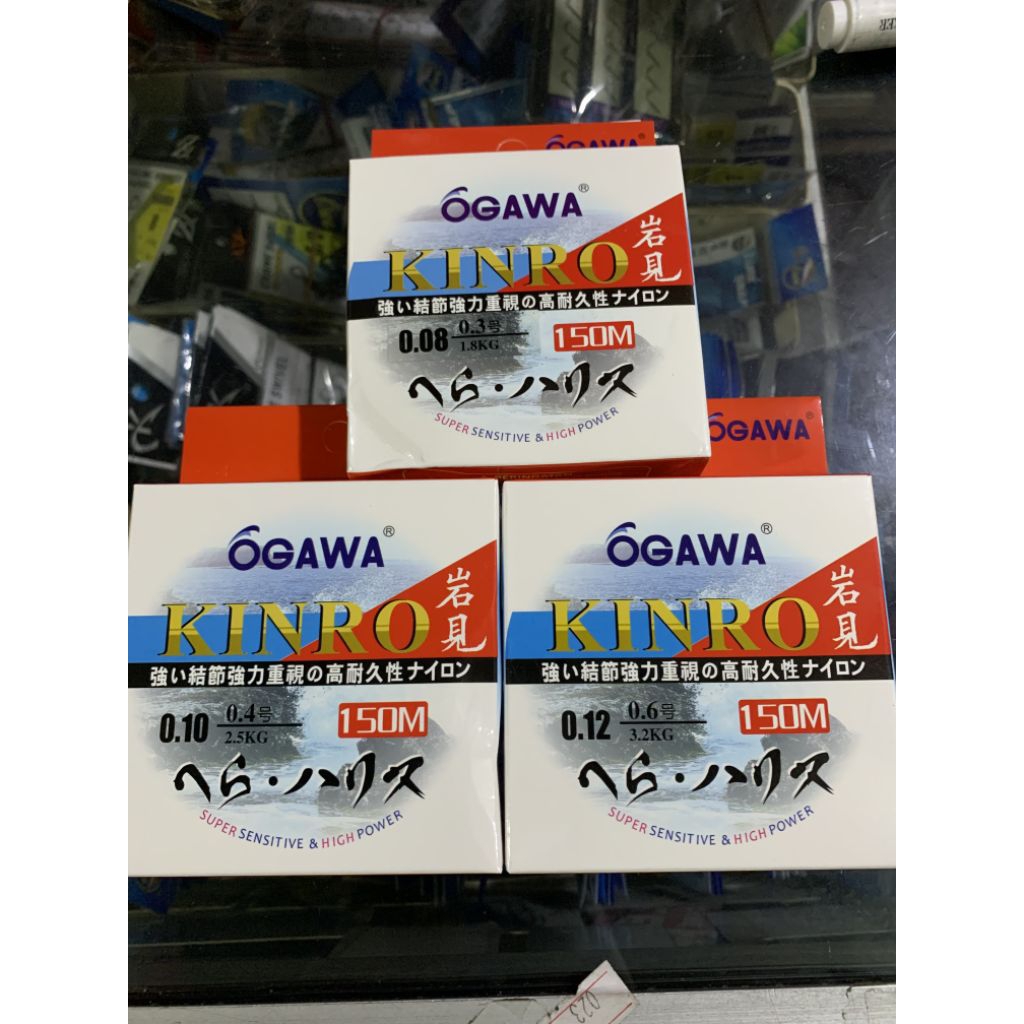 OGAWA
OGAWA®
KINRO 岩見
強い結節強力重視の高耐久性ナイロン
0.08 0.3号 1.8KG 150M
へら・ハリス
SUPER SENSITIVE & HIGH POWER
OGAWA
OGAWA®
KINRO 岩見
強い結節強力重視の高耐久性ナイロン
0.10 0.4号 2.5KG 150M
へら・ハリス
SUPER SENSITIVE & HIGH POWER
OGAWA®
KINRO 岩見
強い結節強力重視の高耐久性ナイロン
0.12 0.6号 3.2KG 150M
へら・ハリス
SUPER SENSITIVE & HIGH POWER
023